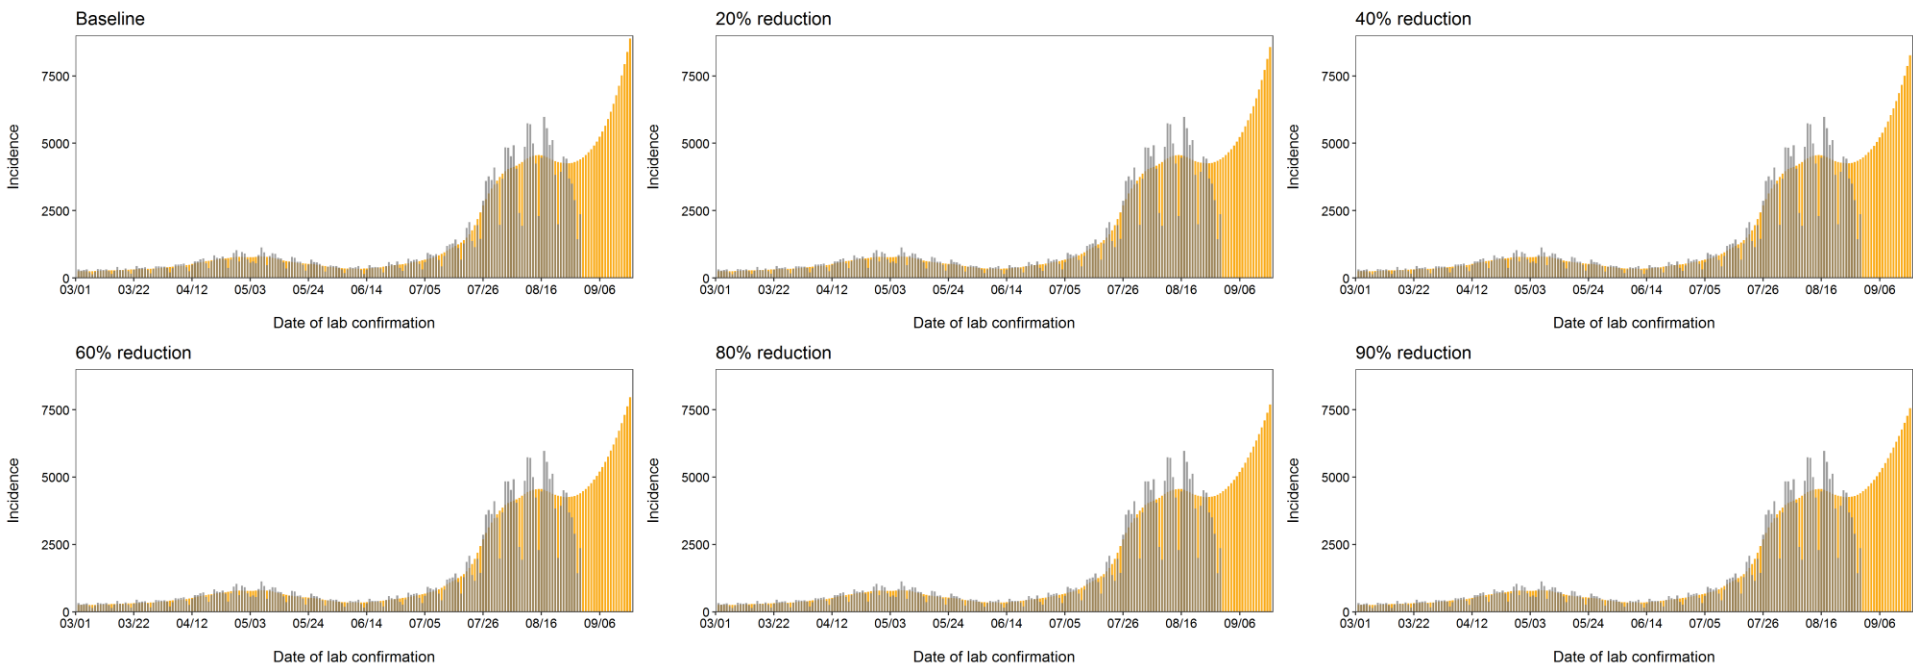 Baseline
20% reduction
40% reduction
Incidence
7500
5000
2500
0
03/01 03/22 04/12 05/03 05/24 06/14 07/05 07/26 08/16 09/06
Date of lab confirmation
Incidence
7500
5000
2500
0
03/01 03/22 04/12 05/03 05/24 06/14 07/05 07/26 08/16 09/06
Date of lab confirmation
Incidence
7500
5000
2500
0
03/01 03/22 04/12 05/03 05/24 06/14 07/05 07/26 08/16 09/06
Date of lab confirmation
60% reduction
80% reduction
90% reduction
Incidence
7500
5000
2500
0
03/01 03/22 04/12 05/03 05/24 06/14 07/05 07/26 08/16 09/06
Date of lab confirmation
Incidence
7500
5000
2500
0
03/01 03/22 04/12 05/03 05/24 06/14 07/05 07/26 08/16 09/06
Date of lab confirmation
Incidence
7500
5000
2500
0
03/01 03/22 04/12 05/03 05/24 06/14 07/05 07/26 08/16 09/06
Date of lab confirmation